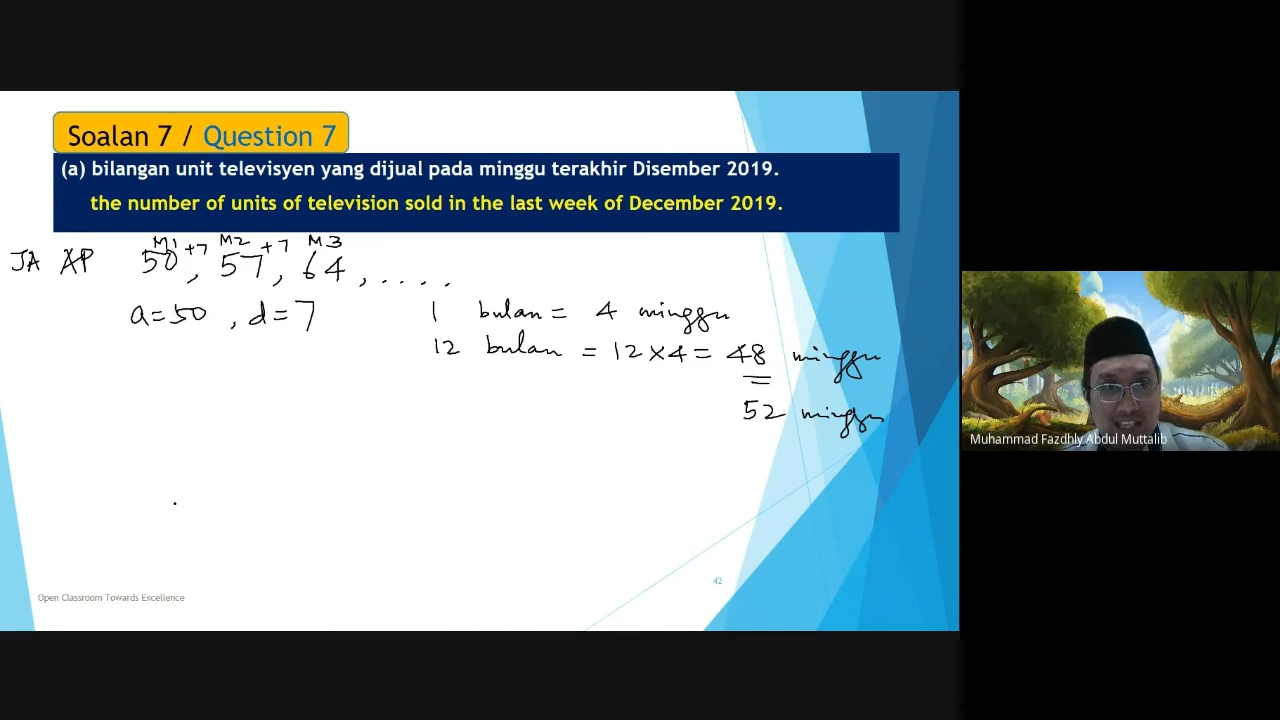 Soalan 7 / Question 7
(a) bilangan unit televisyen yang dijual pada minggu terakhir Disember 2019.
the number of units of television sold in the last week of December 2019.
M1 +7 M2 +7 M3
JA AP 50, 57, 64, ....
a=50, d=7
1 bulan = 4 minggu
12 bulan = 12×4 = 48 minggu
52 minggu
42
Open Classroom Towards Excellence
Muhammad Fazdhly Abdul Muttalib